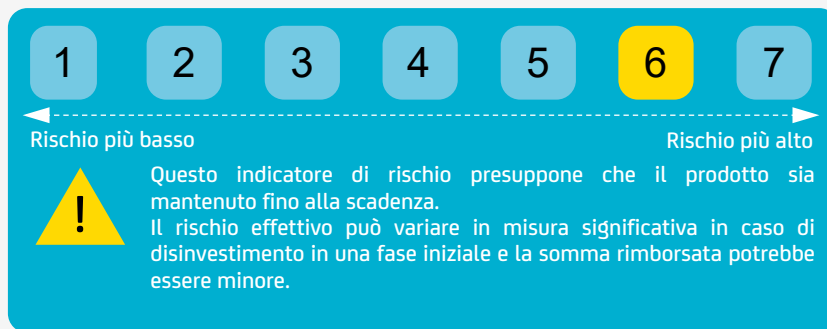 1 2 3 4 5 6 7
Rischio più basso Rischio più alto
!
Questo indicatore di rischio presuppone che il prodotto sia
mantenuto fino alla scadenza.
Il rischio effettivo può variare in misura significativa in caso di
disinvestimento in una fase iniziale e la somma rimborsata potrebbe
essere minore.